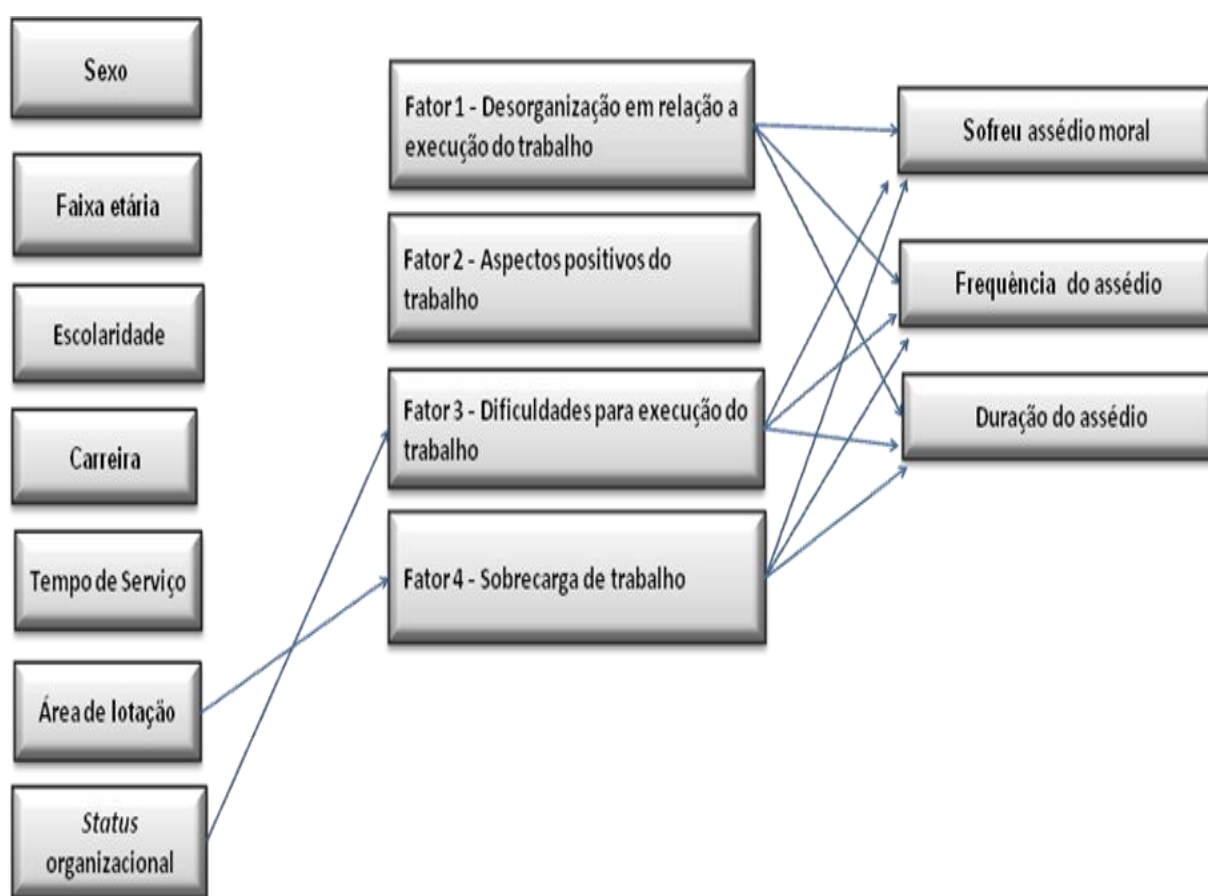 Sexo
Faixa etária
Escolaridade
Carreira
Tempo de Serviço
Área de lotação
Status
organizacional
Fator 1 - Desorganização em relação a
execução do trabalho
Fator 2 - Aspectos positivos do
trabalho
Fator 3 - Dificuldades para execução do
trabalho
Fator 4 - Sobrecarga de trabalho
Sofreu assédio moral
Frequência do assédio
Duração do assédio